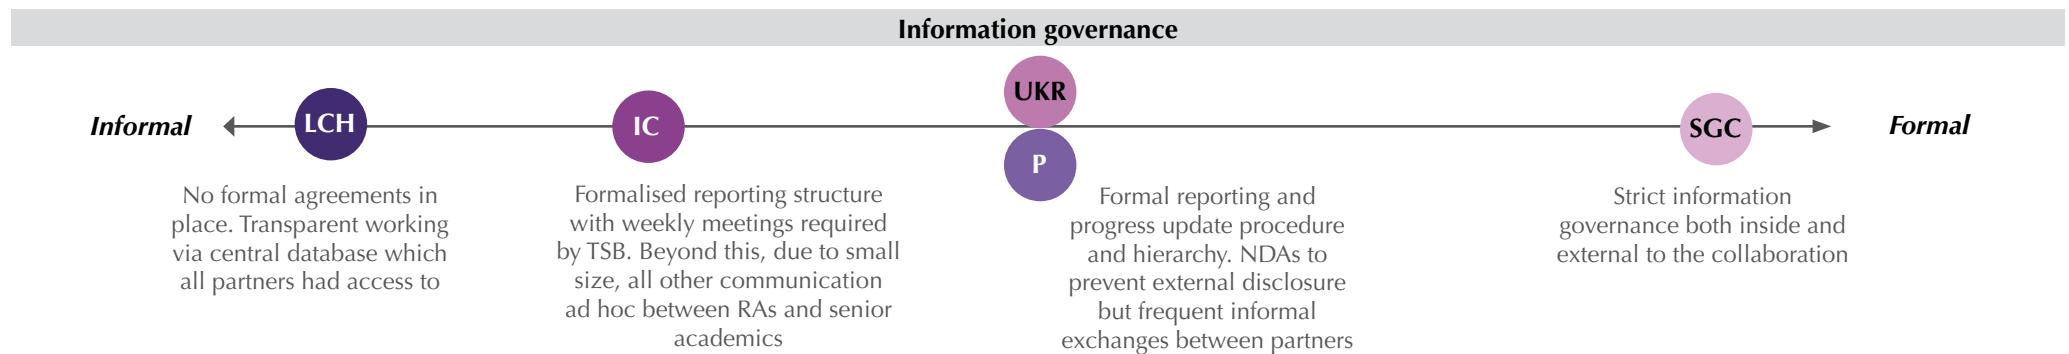 Information governance
Informal
LCH
IC
UKR
P
SGC
Formal
No formal agreements in
place. Transparent working
via central database which
all partners had access to
Formalised reporting structure
with weekly meetings required
by TSB. Beyond this, due to small
size, all other communication
ad hoc between RAs and senior
academics
Formal reporting and
progress update procedure
and hierarchy. NDAs to
prevent external disclosure
but frequent informal
exchanges between partners
Strict information
governance both inside and
external to the collaboration